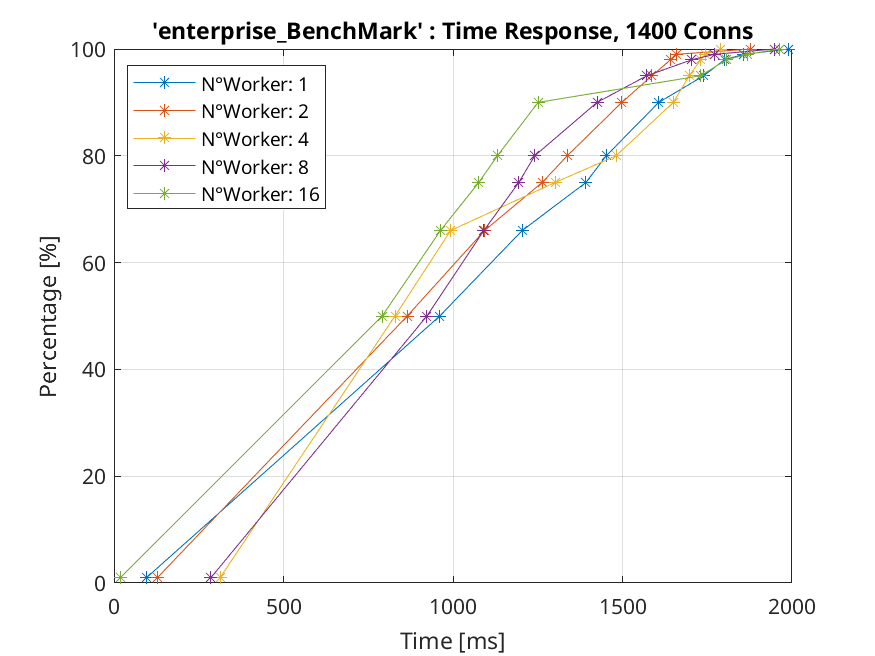 'enterprise_BenchMark' : Time Response, 1400 Conns
100
80
60
40
20
0
Percentage [%]
N°Worker: 1
N°Worker: 2
N°Worker: 4
N°Worker: 8
N°Worker: 16
0 500 1000 1500 2000
Time [ms]